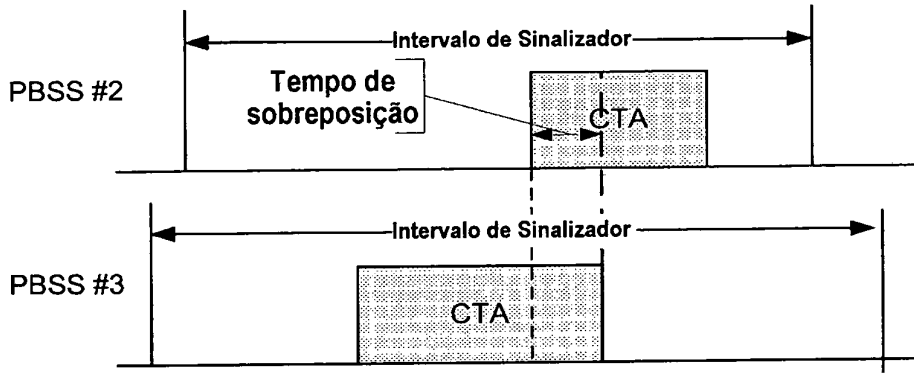 Intervalo de Sinalizador
PBSS #2
Tempo de
sobreposição
CTA
Intervalo de Sinalizador
PBSS #3
CTA